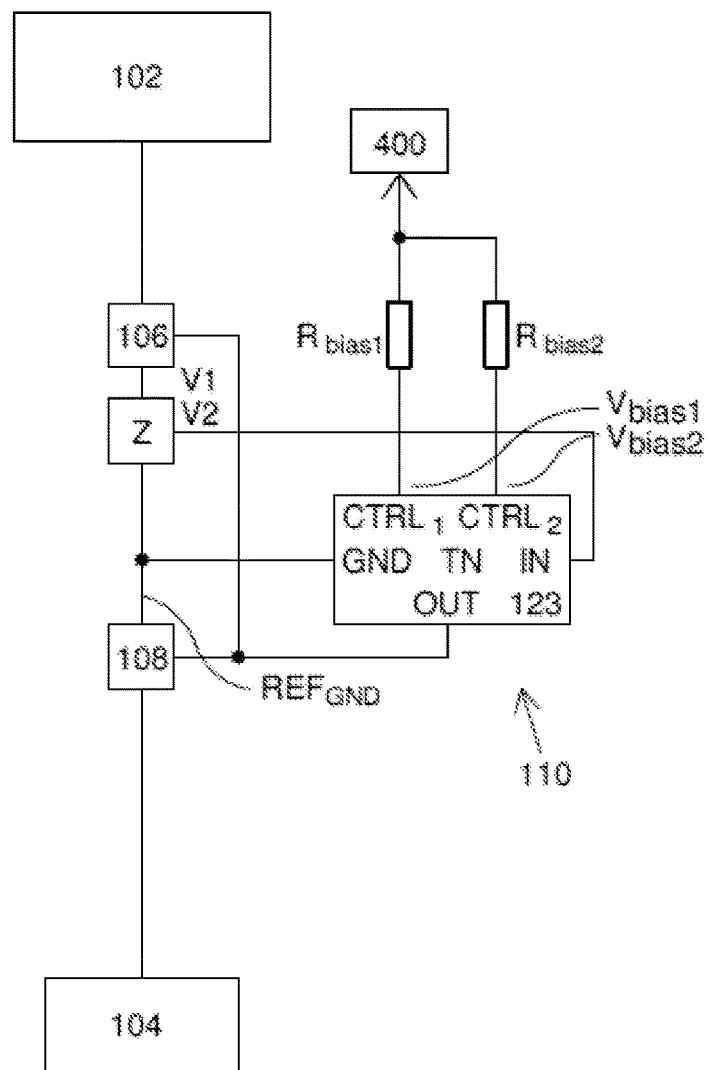 102
400
106
R bias1
R bias2
V1
V2
Z
Vbias1
Vbias2
CTRL 1 CTRL 2
GND TN IN
OUT 123
108
REFGND
110
104